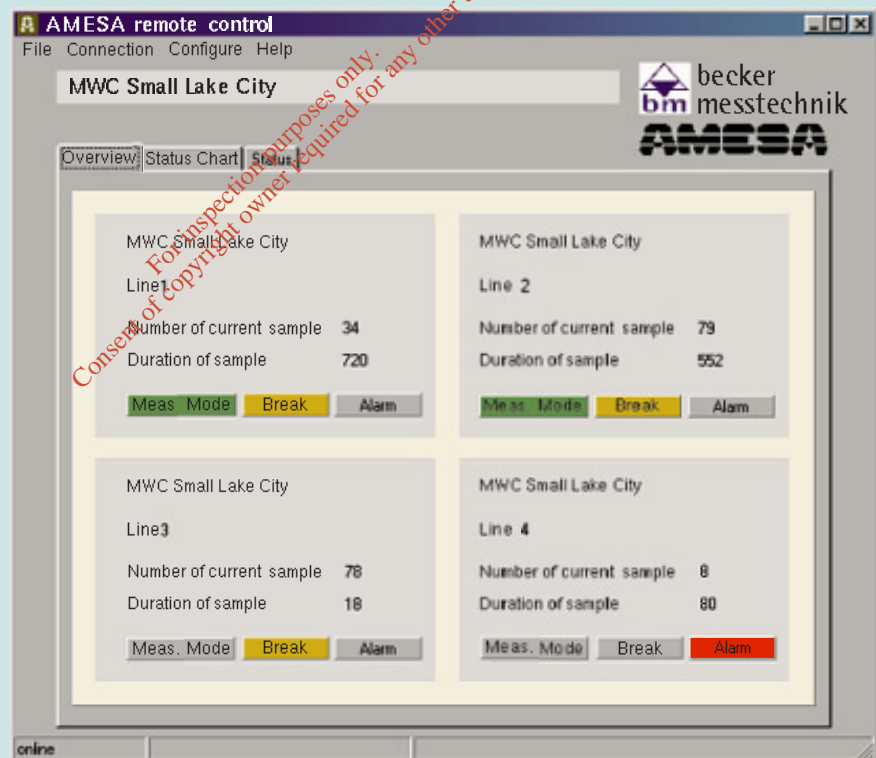 AMESA remote control
File Connection Configure Help
MWC Small Lake City
becker
bm messtechnik
AMESA
Overview Status Chart Status
MWC Small Lake City
Line1
Number of current sample 34
Duration of sample 720
Meas Mode Break Alarm
MWC Small Lake City
Line 2
Number of current sample 79
Duration of sample 552
Meas Mode Break Alarm
MWC Small Lake City
Line3
Number of current sample 78
Duration of sample 18
Meas. Mode Break Alarm
MWC Small Lake City
Line 4
Number of current sample 8
Duration of sample 80
Meas. Mode Break Alarm
online
For inspection purposes only.
Consent of copyright owner required for any other